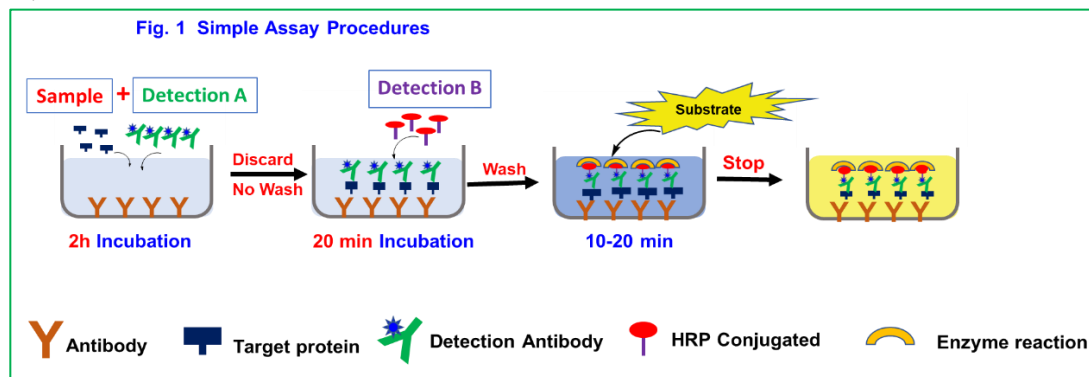 Fig. 1 Simple Assay Procedures
Sample + Detection A
Detection B
Substrate
Discard
No Wash
Wash
Stop
2h Incubation
20 min Incubation
10-20 min
Antibody
Target protein
Detection Antibody
HRP Conjugated
Enzyme reaction